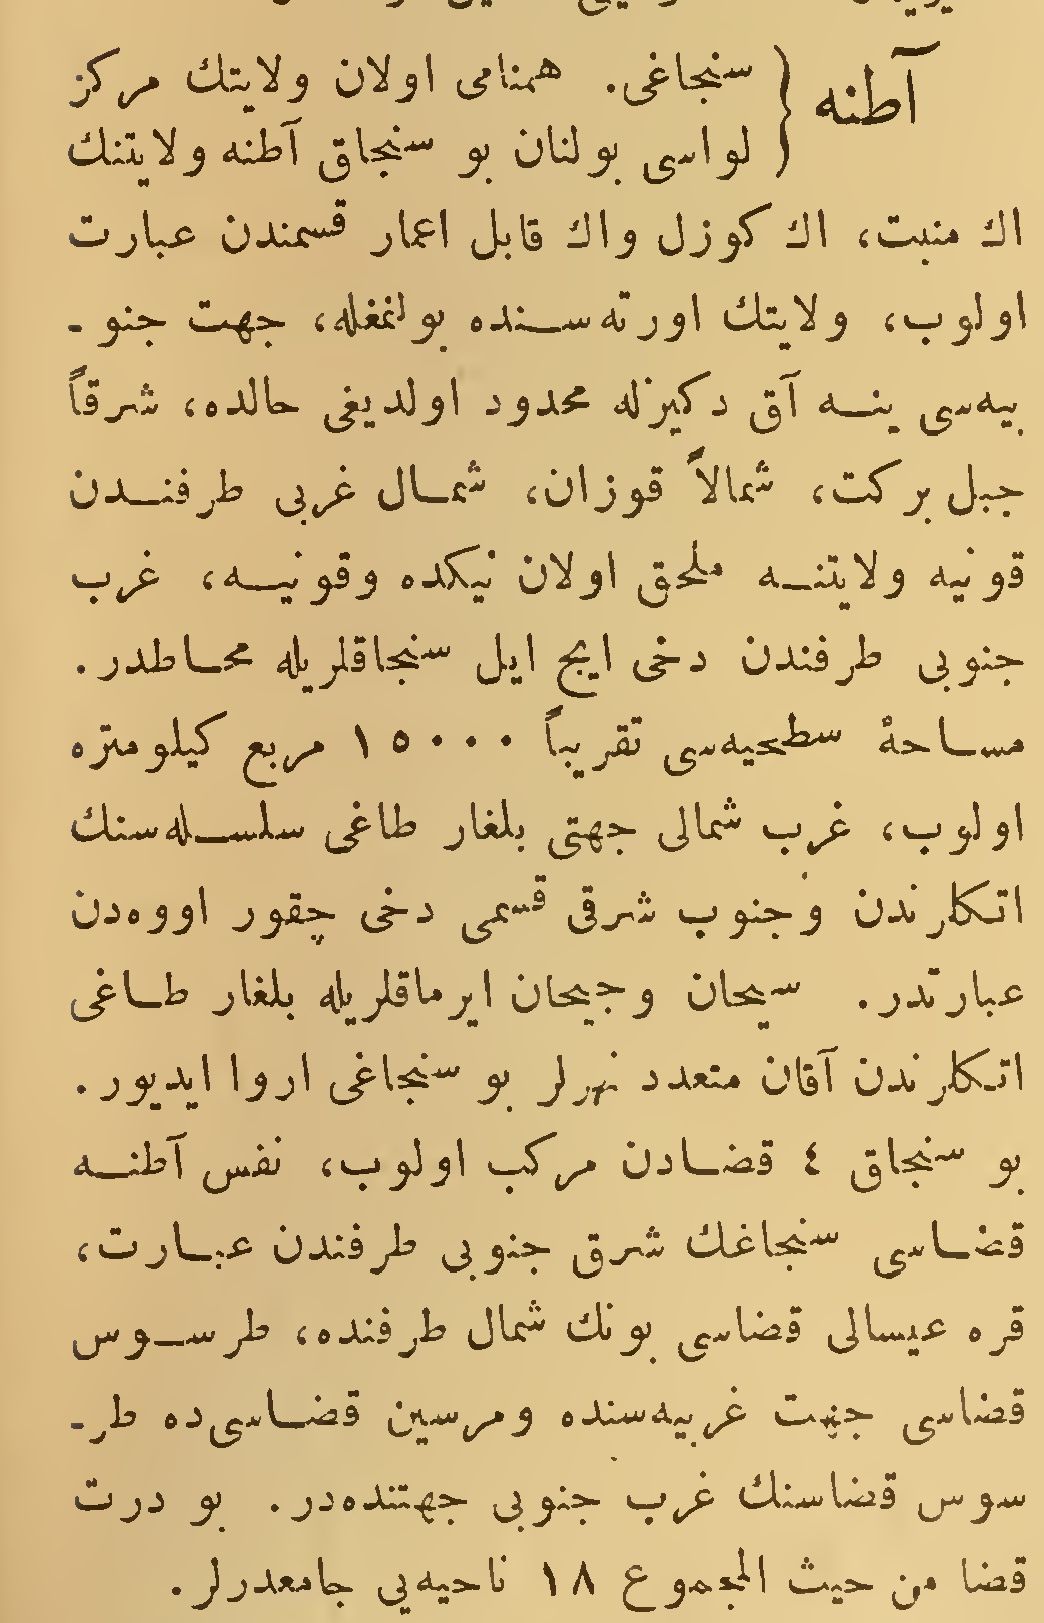 آطنه } سنجاغی. همنامی اولان ولایتك مركز
لواسی بولنان بو سنجاق آطنه ولایتنك
اك منبت، اك كوزل واك قابل اعمار قسمندن عبارت
اولوب، ولایتك اورته‌سنده بولنمغله، جهت جنو-
بیه‌سی ینه آق دكیزله محدود اولدیغی حالده، شرقاً
جبل بركت، شمالاً قوزان، شمال غربی طرفندن
قونیه ولایتنه ملحق اولان نیكده وقونیه، غرب
جنوبی طرفندن دخی ایچ ایل سنجاقلریله محاطدر.
مساحهٔ سطحیه‌سی تقریباً ١٥٠٠٠ مربع كیلومتره
اولوب، غرب شمالی جهتی بلغار طاغی سلسله‌سنك
اتكلرندن وجنوب شرقی قسمی دخی چقور اووه‌دن
عبارتدر. سیحان وجیحان ایرماقلریله بلغار طاغی
اتكلرندن آقان متعدد نهرلر بو سنجاغی اروا ایدیور.
بو سنجاق ٤ قضادن مركب اولوب، نفس آطنه
قضاسی سنجاغك شرق جنوبی طرفندن عبارت،
قره عیسالی قضاسی بونك شمال طرفنده، طرسوس
قضاسی جهت غربیه‌سنده ومرسین قضاسی‌ده طر-
سوس قضاسنك غرب جنوبی جهتنده‌در. بو درت
قضا من حیث المجموع ١٨ ناحیه‌یی جامعدرلر.